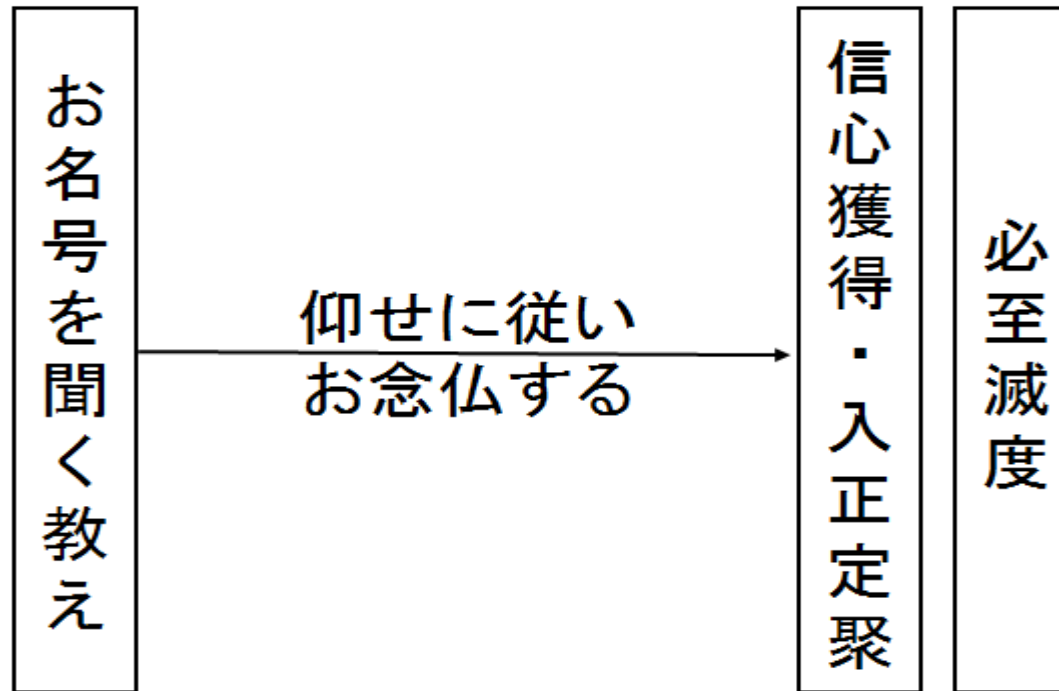 お名号を聞く教え
仰せに従い
お念仏する
信心獲得・入正定聚
必至滅度